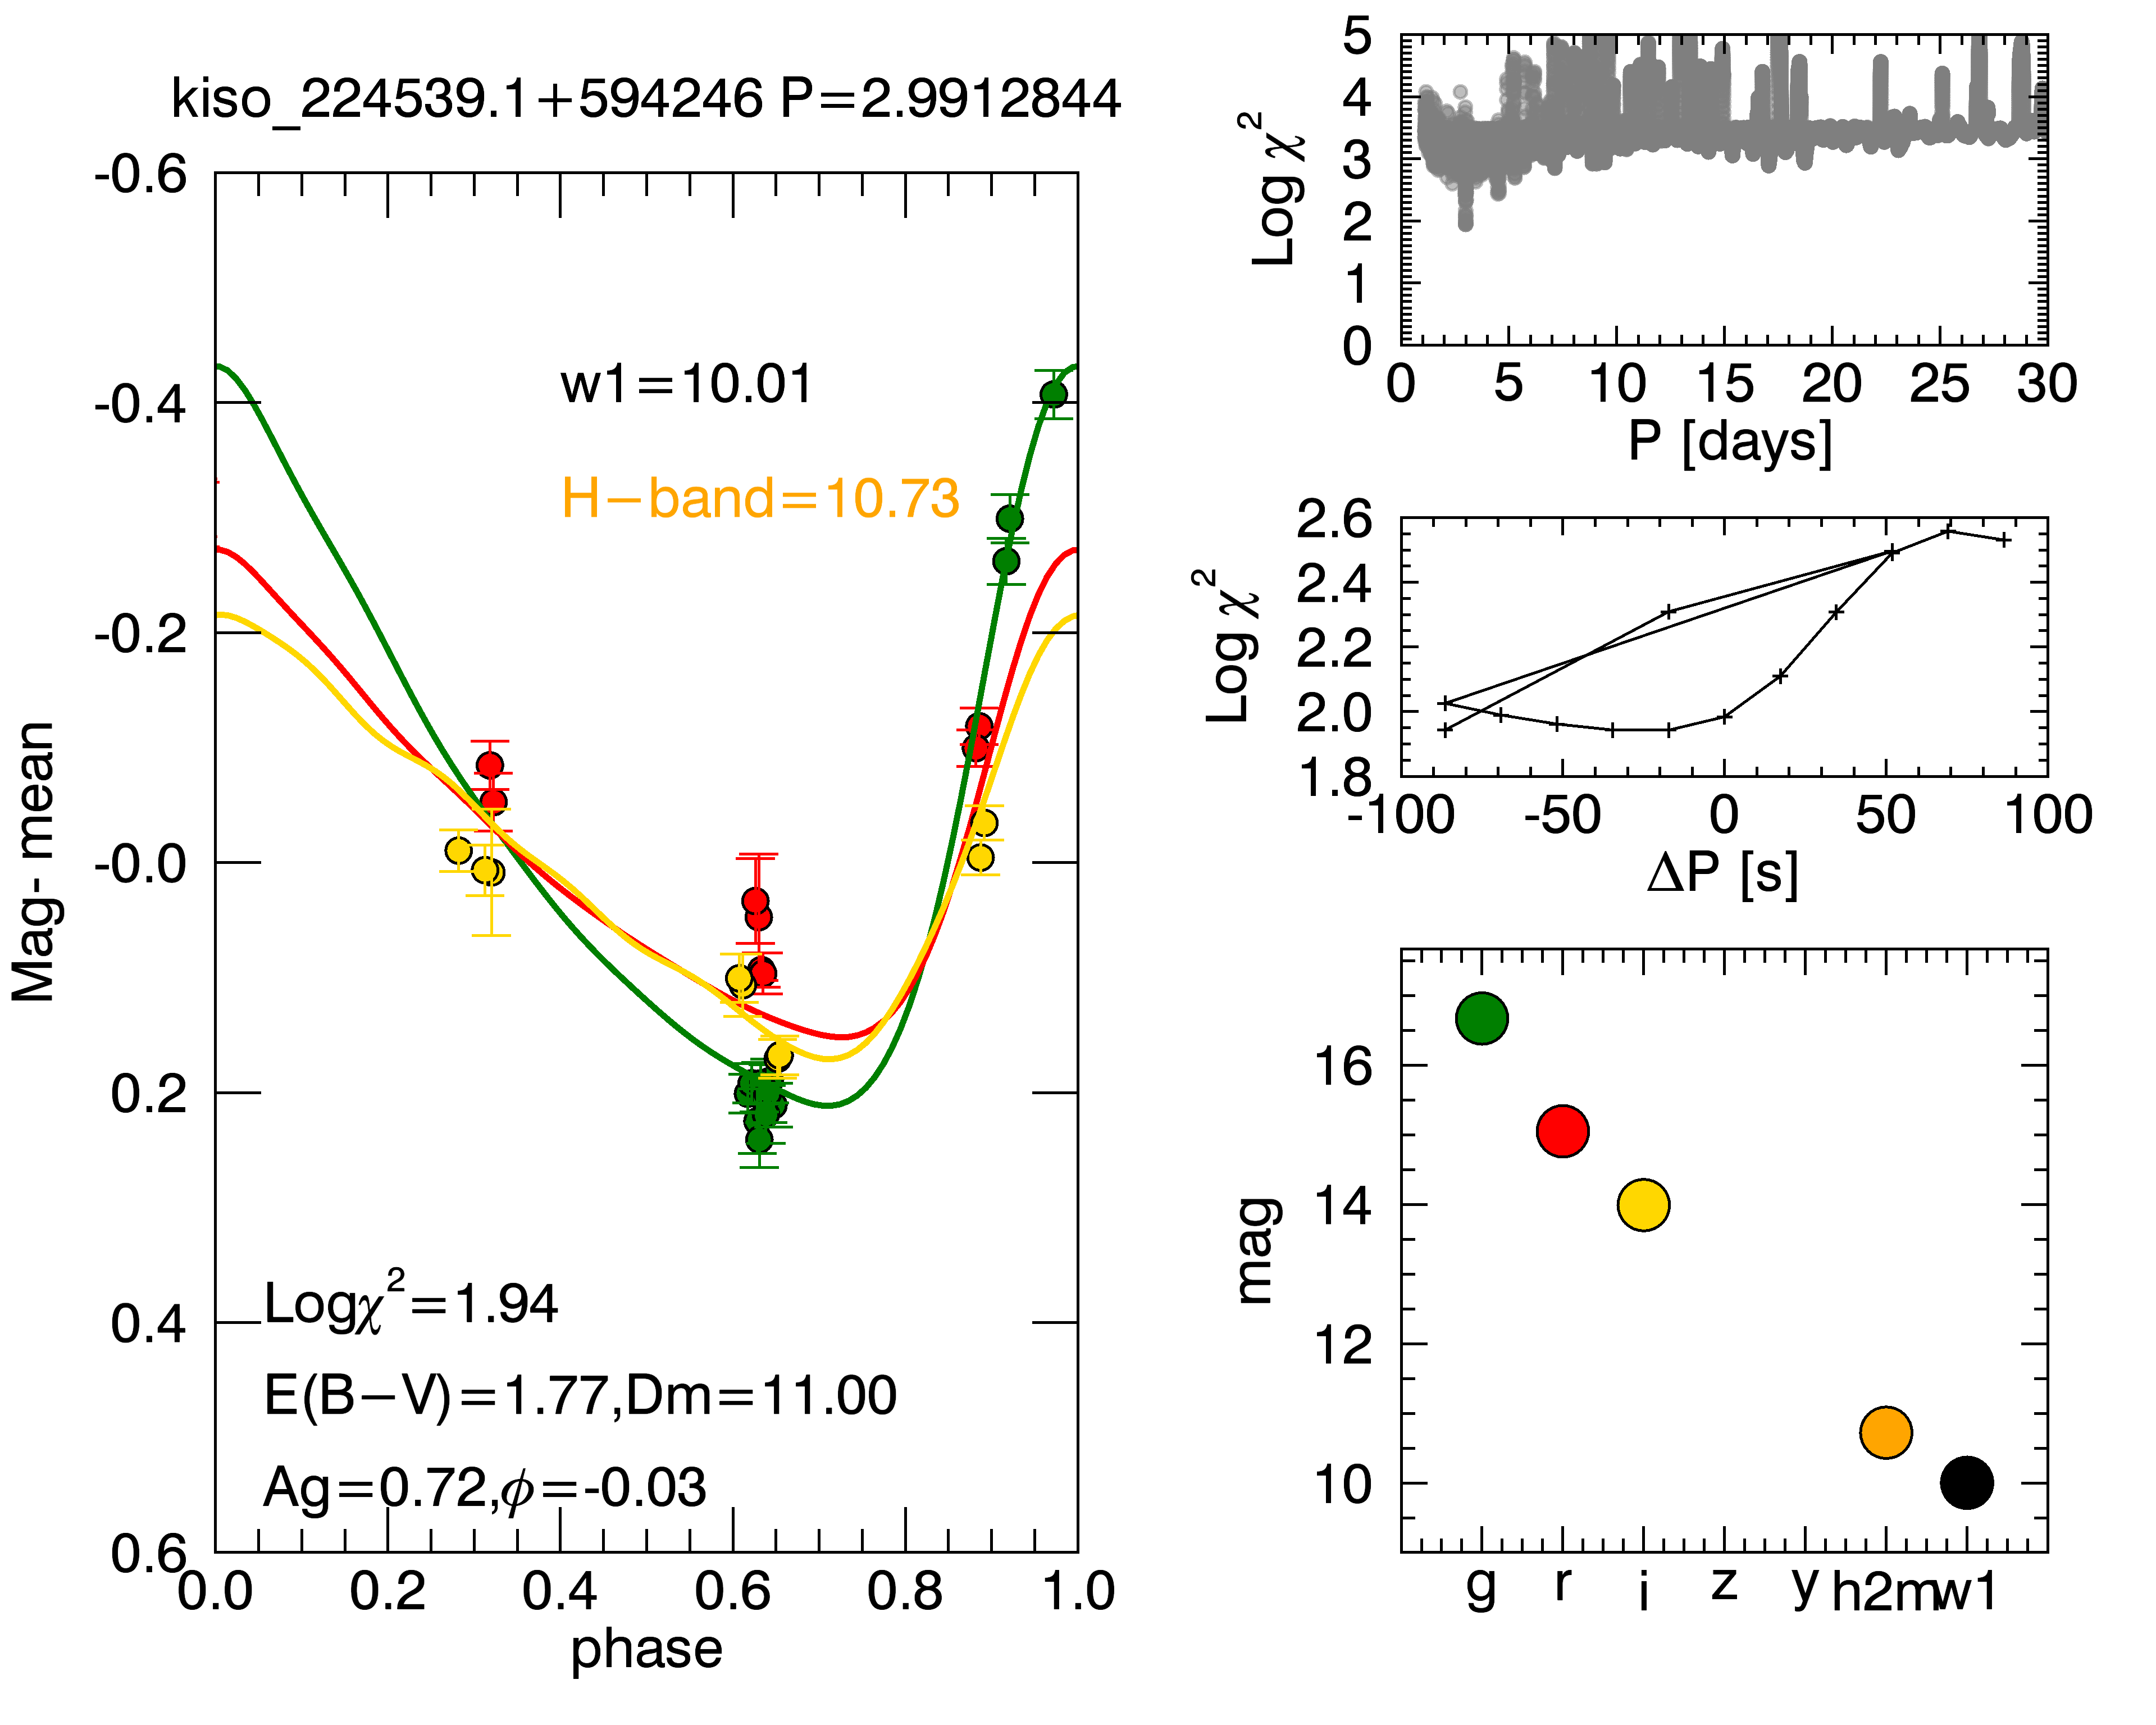 kiso_224539.1+594246 P=2.9912844
-0.6
-0.4
-0.2
-0.0
0.2
0.4
0.6
Mag- mean
w1=10.01
H−band=10.73
Logχ²=1.94
E(B−V)=1.77,Dm=11.00
Ag=0.72,ϕ=-0.03
0.0 0.2 0.4 0.6 0.8 1.0
phase
5
4
3
2
1
0
Log χ²
0 5 10 15 20 25 30
P [days]
2.6
2.4
2.2
2.0
1.8
Log χ²
-100 -50 0 50 100
ΔP [s]
16
14
12
10
mag
g r i z y h2m w1